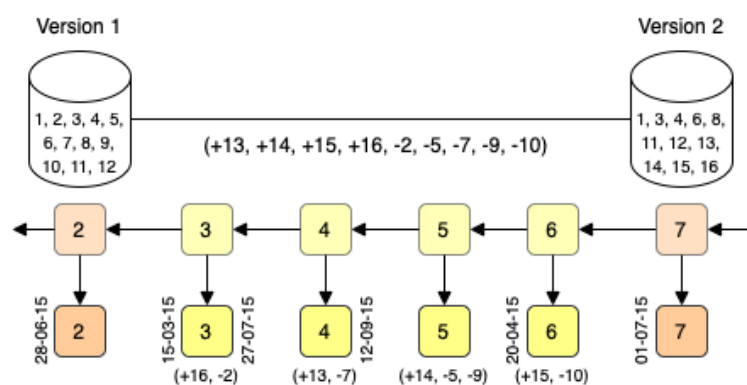 Version 1
Version 2
1, 2, 3, 4, 5,
6, 7, 8, 9,
10, 11, 12
(+13, +14, +15, +16, -2, -5, -7, -9, -10)
1, 3, 4, 6, 8,
11, 12, 13,
14, 15, 16
2
3
4
5
6
7
28-06-15
2
15-03-15
3
27-07-15
4
12-09-15
5
20-04-15
6
01-07-15
7
(+16, -2)
(+13, -7)
(+14, -5, -9)
(+15, -10)